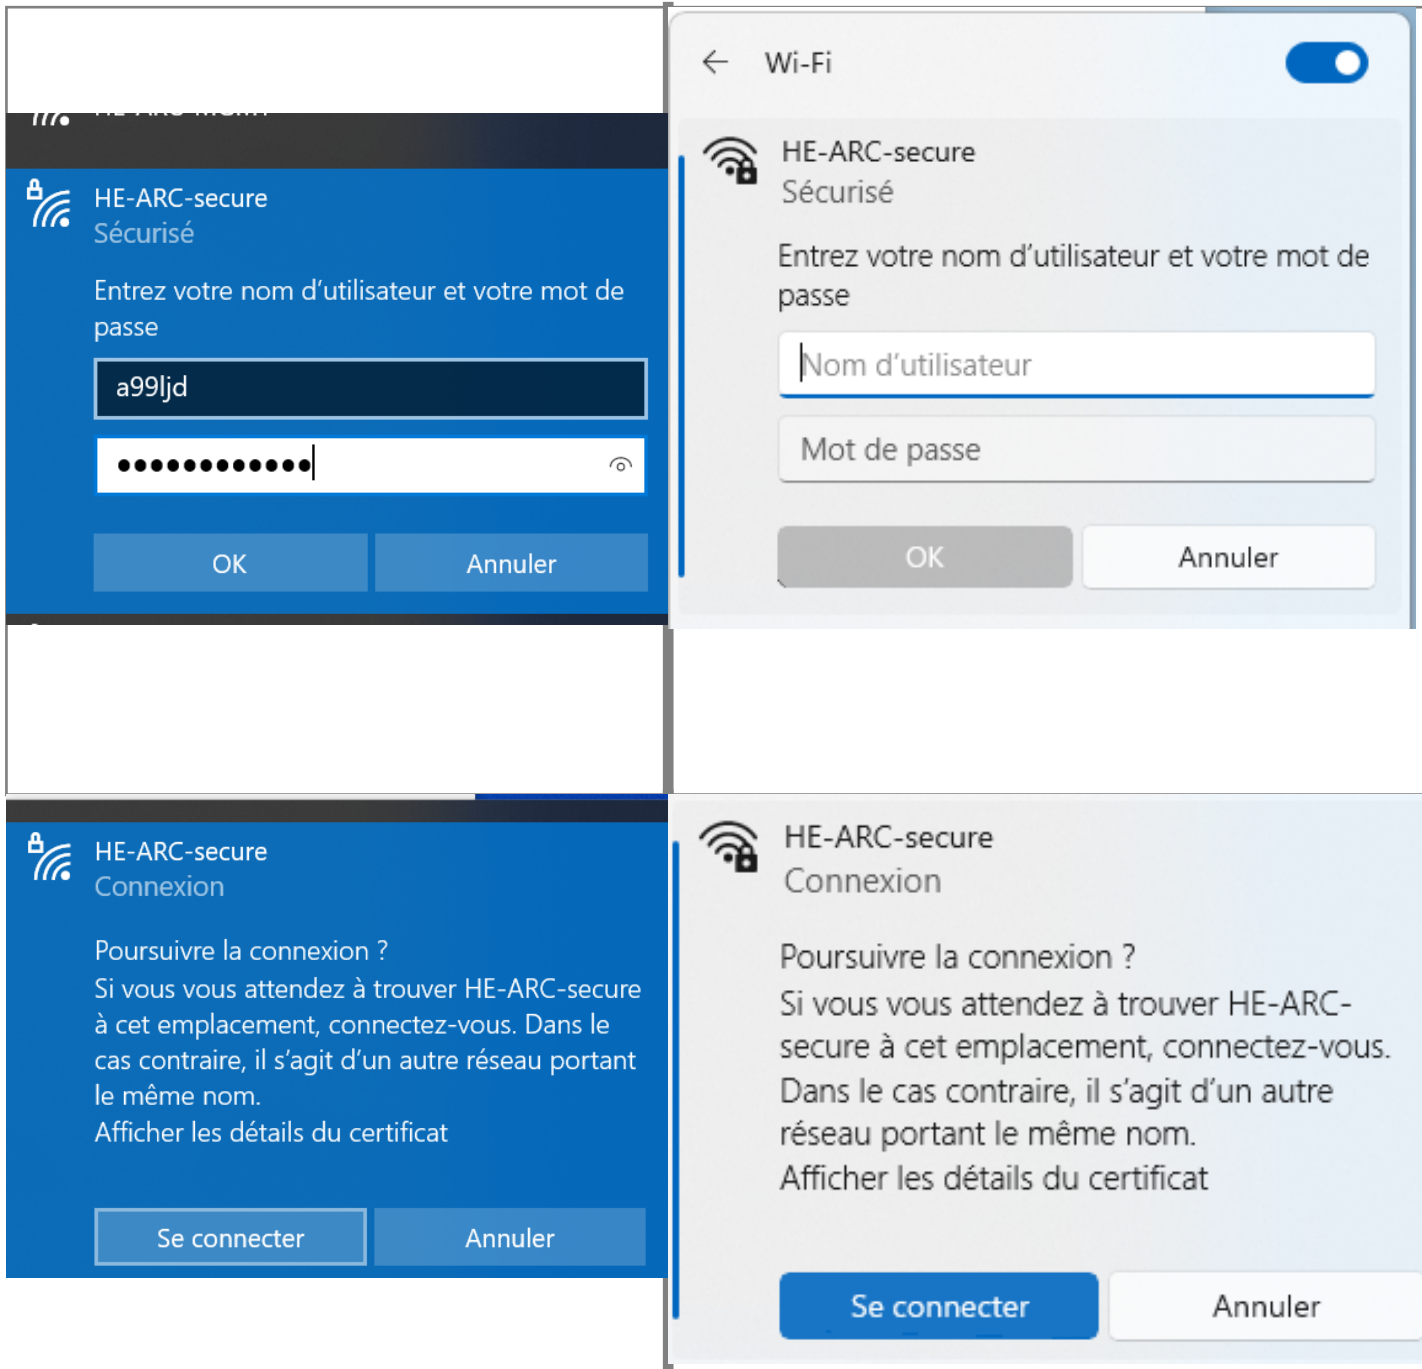 HE-ARC-secure
Sécurisé
Entrez votre nom d'utilisateur et votre mot de
passe
a99ljd
●●●●●●●●●●●●
OK
Annuler
Wi-Fi
HE-ARC-secure
Sécurisé
Entrez votre nom d'utilisateur et votre mot de
passe
Nom d'utilisateur
Mot de passe
OK
Annuler
HE-ARC-secure
Connexion
Poursuivre la connexion ?
Si vous vous attendez à trouver HE-ARC-secure
à cet emplacement, connectez-vous. Dans le
cas contraire, il s'agit d'un autre réseau portant
le même nom.
Afficher les détails du certificat
Se connecter
Annuler
HE-ARC-secure
Connexion
Poursuivre la connexion ?
Si vous vous attendez à trouver HE-ARC-
secure à cet emplacement, connectez-vous.
Dans le cas contraire, il s'agit d'un autre
réseau portant le même nom.
Afficher les détails du certificat
Se connecter
Annuler